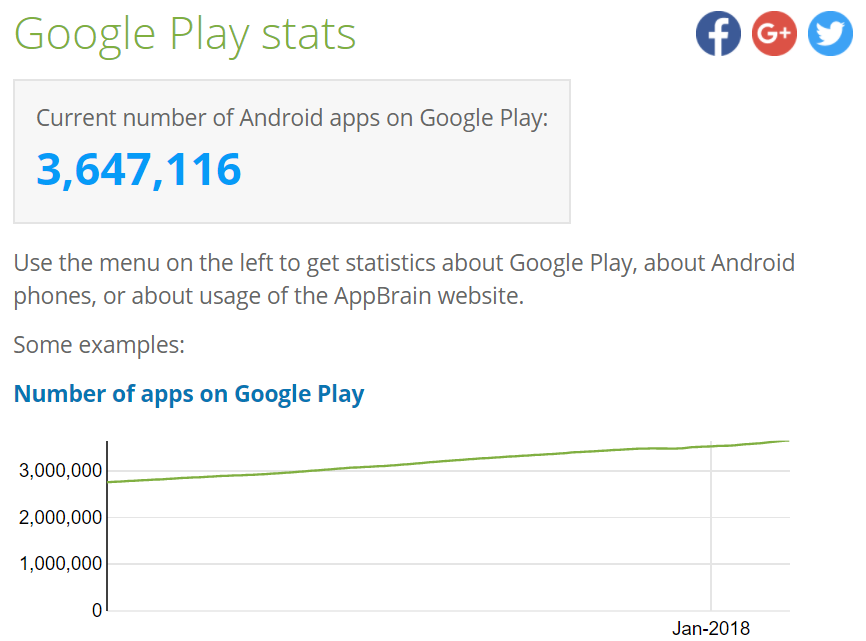 Google Play stats
G+
Current number of Android apps on Google Play:
3,647,116
Use the menu on the left to get statistics about Google Play, about Android
phones, or about usage of the AppBrain website.
Some examples:
Number of apps on Google Play
3,000,000
2,000,000
1,000,000
0
Jan-2018